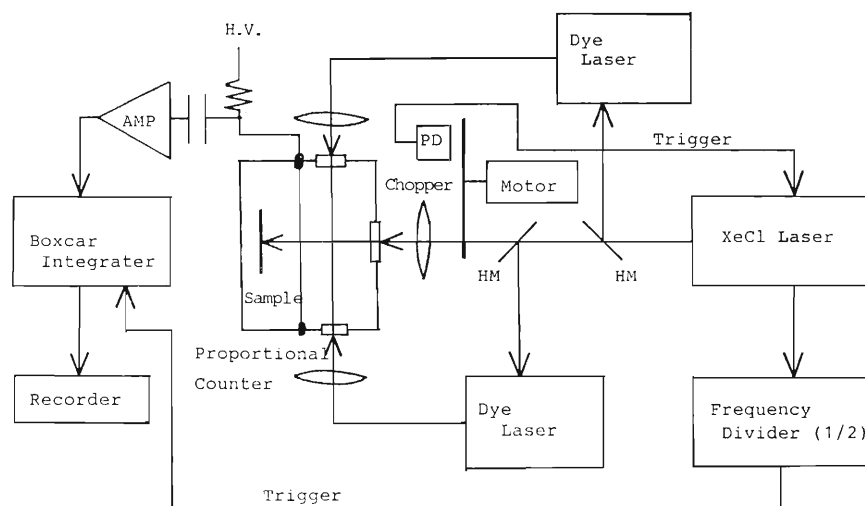 H.V.
Dye
Laser
AMP
PD
Trigger
Chopper
Motor
Boxcar
Integrater
XeCl Laser
HM
HM
Sample
Proportional
Counter
Recorder
Dye
Laser
Frequency
Divider (1/2)
Trigger